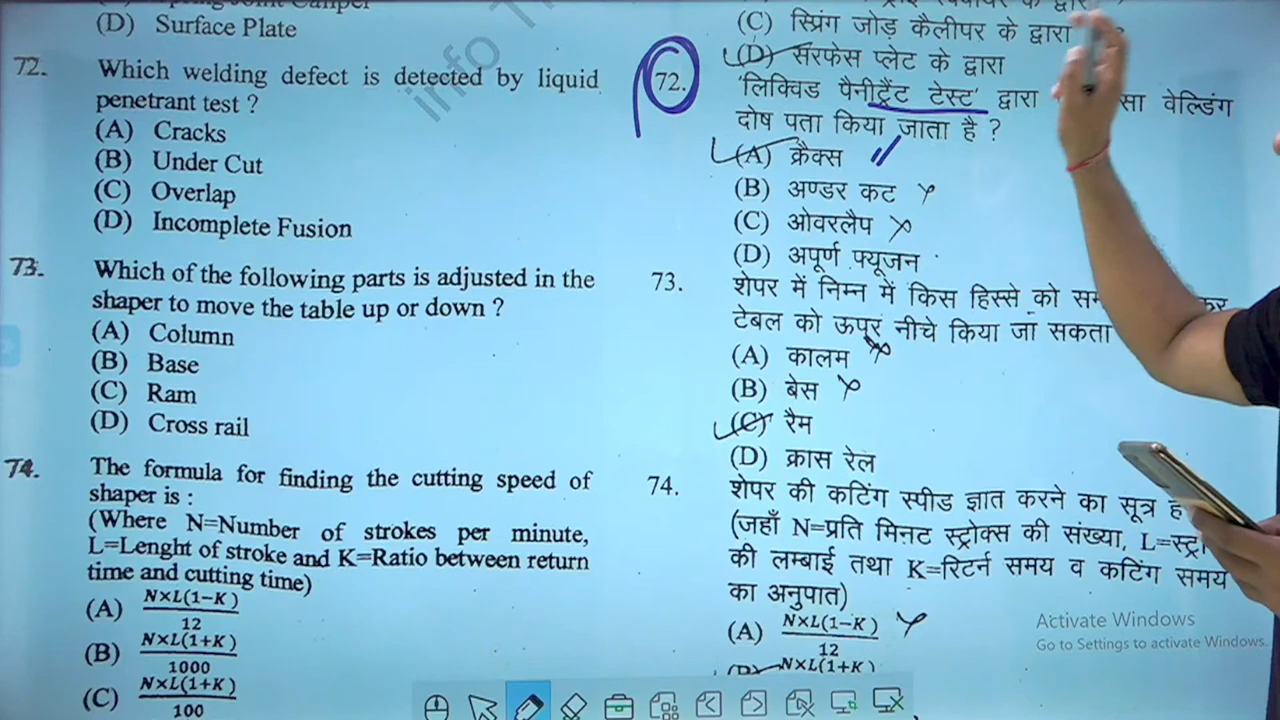 (D) Surface Plate
72. Which welding defect is detected by liquid
penetrant test ?
(A) Cracks
(B) Under Cut
(C) Overlap
(D) Incomplete Fusion
73. Which of the following parts is adjusted in the
shaper to move the table up or down ?
(A) Column
(B) Base
(C) Ram
(D) Cross rail
74. The formula for finding the cutting speed of
shaper is :
(Where N=Number of strokes per minute,
L=Lenght of stroke and K=Ratio between return
time and cutting time)
(A) N×L(1−K)
12
(B) N×L(1+K)
1000
(C) N×L(1+K)
100
(C) स्प्रिंग जोड़ कैलीपर के द्वारा
(D) सरफेस प्लेट के द्वारा
72. 'लिक्विड पैनीट्रैंट टेस्ट' द्वारा सा वेल्डिंग
दोष पता किया जाता है ?
(A) क्रैक्स
(B) अण्डर कट
(C) ओवरलैप
(D) अपूर्ण फ्यूजन
73. शेपर में निम्न में किस हिस्से को
टेबल को ऊपर नीचे किया जा सकता
(A) कालम
(B) बेस
(C) रैम
(D) क्रास रेल
74. शेपर की कटिंग स्पीड ज्ञात करने का सूत्र
(जहाँ N=प्रति मिनट स्ट्रोक्स की संख्या, L=
की लम्बाई तथा K=रिटर्न समय व कटिंग समय
का अनुपात)
(A) N×L(1−K)
12
N×L(1+K)
info
Activate Windows
Go to Settings to activate Windows.